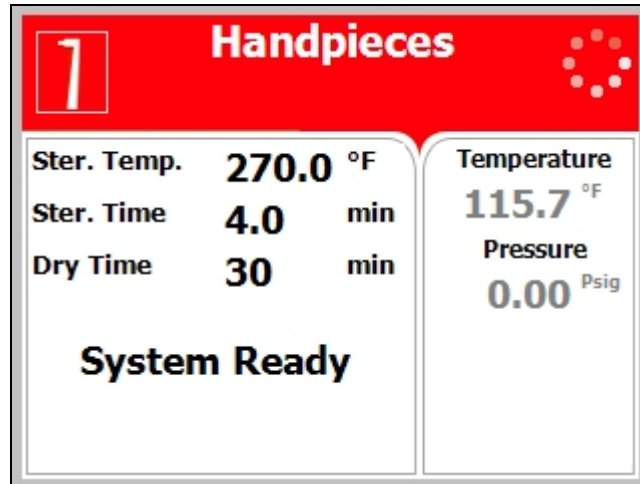 Handpieces
Ster. Temp. 270.0 °F
Ster. Time 4.0 min
Dry Time 30 min
System Ready
Temperature
115.7 °F
Pressure
0.00 Psig